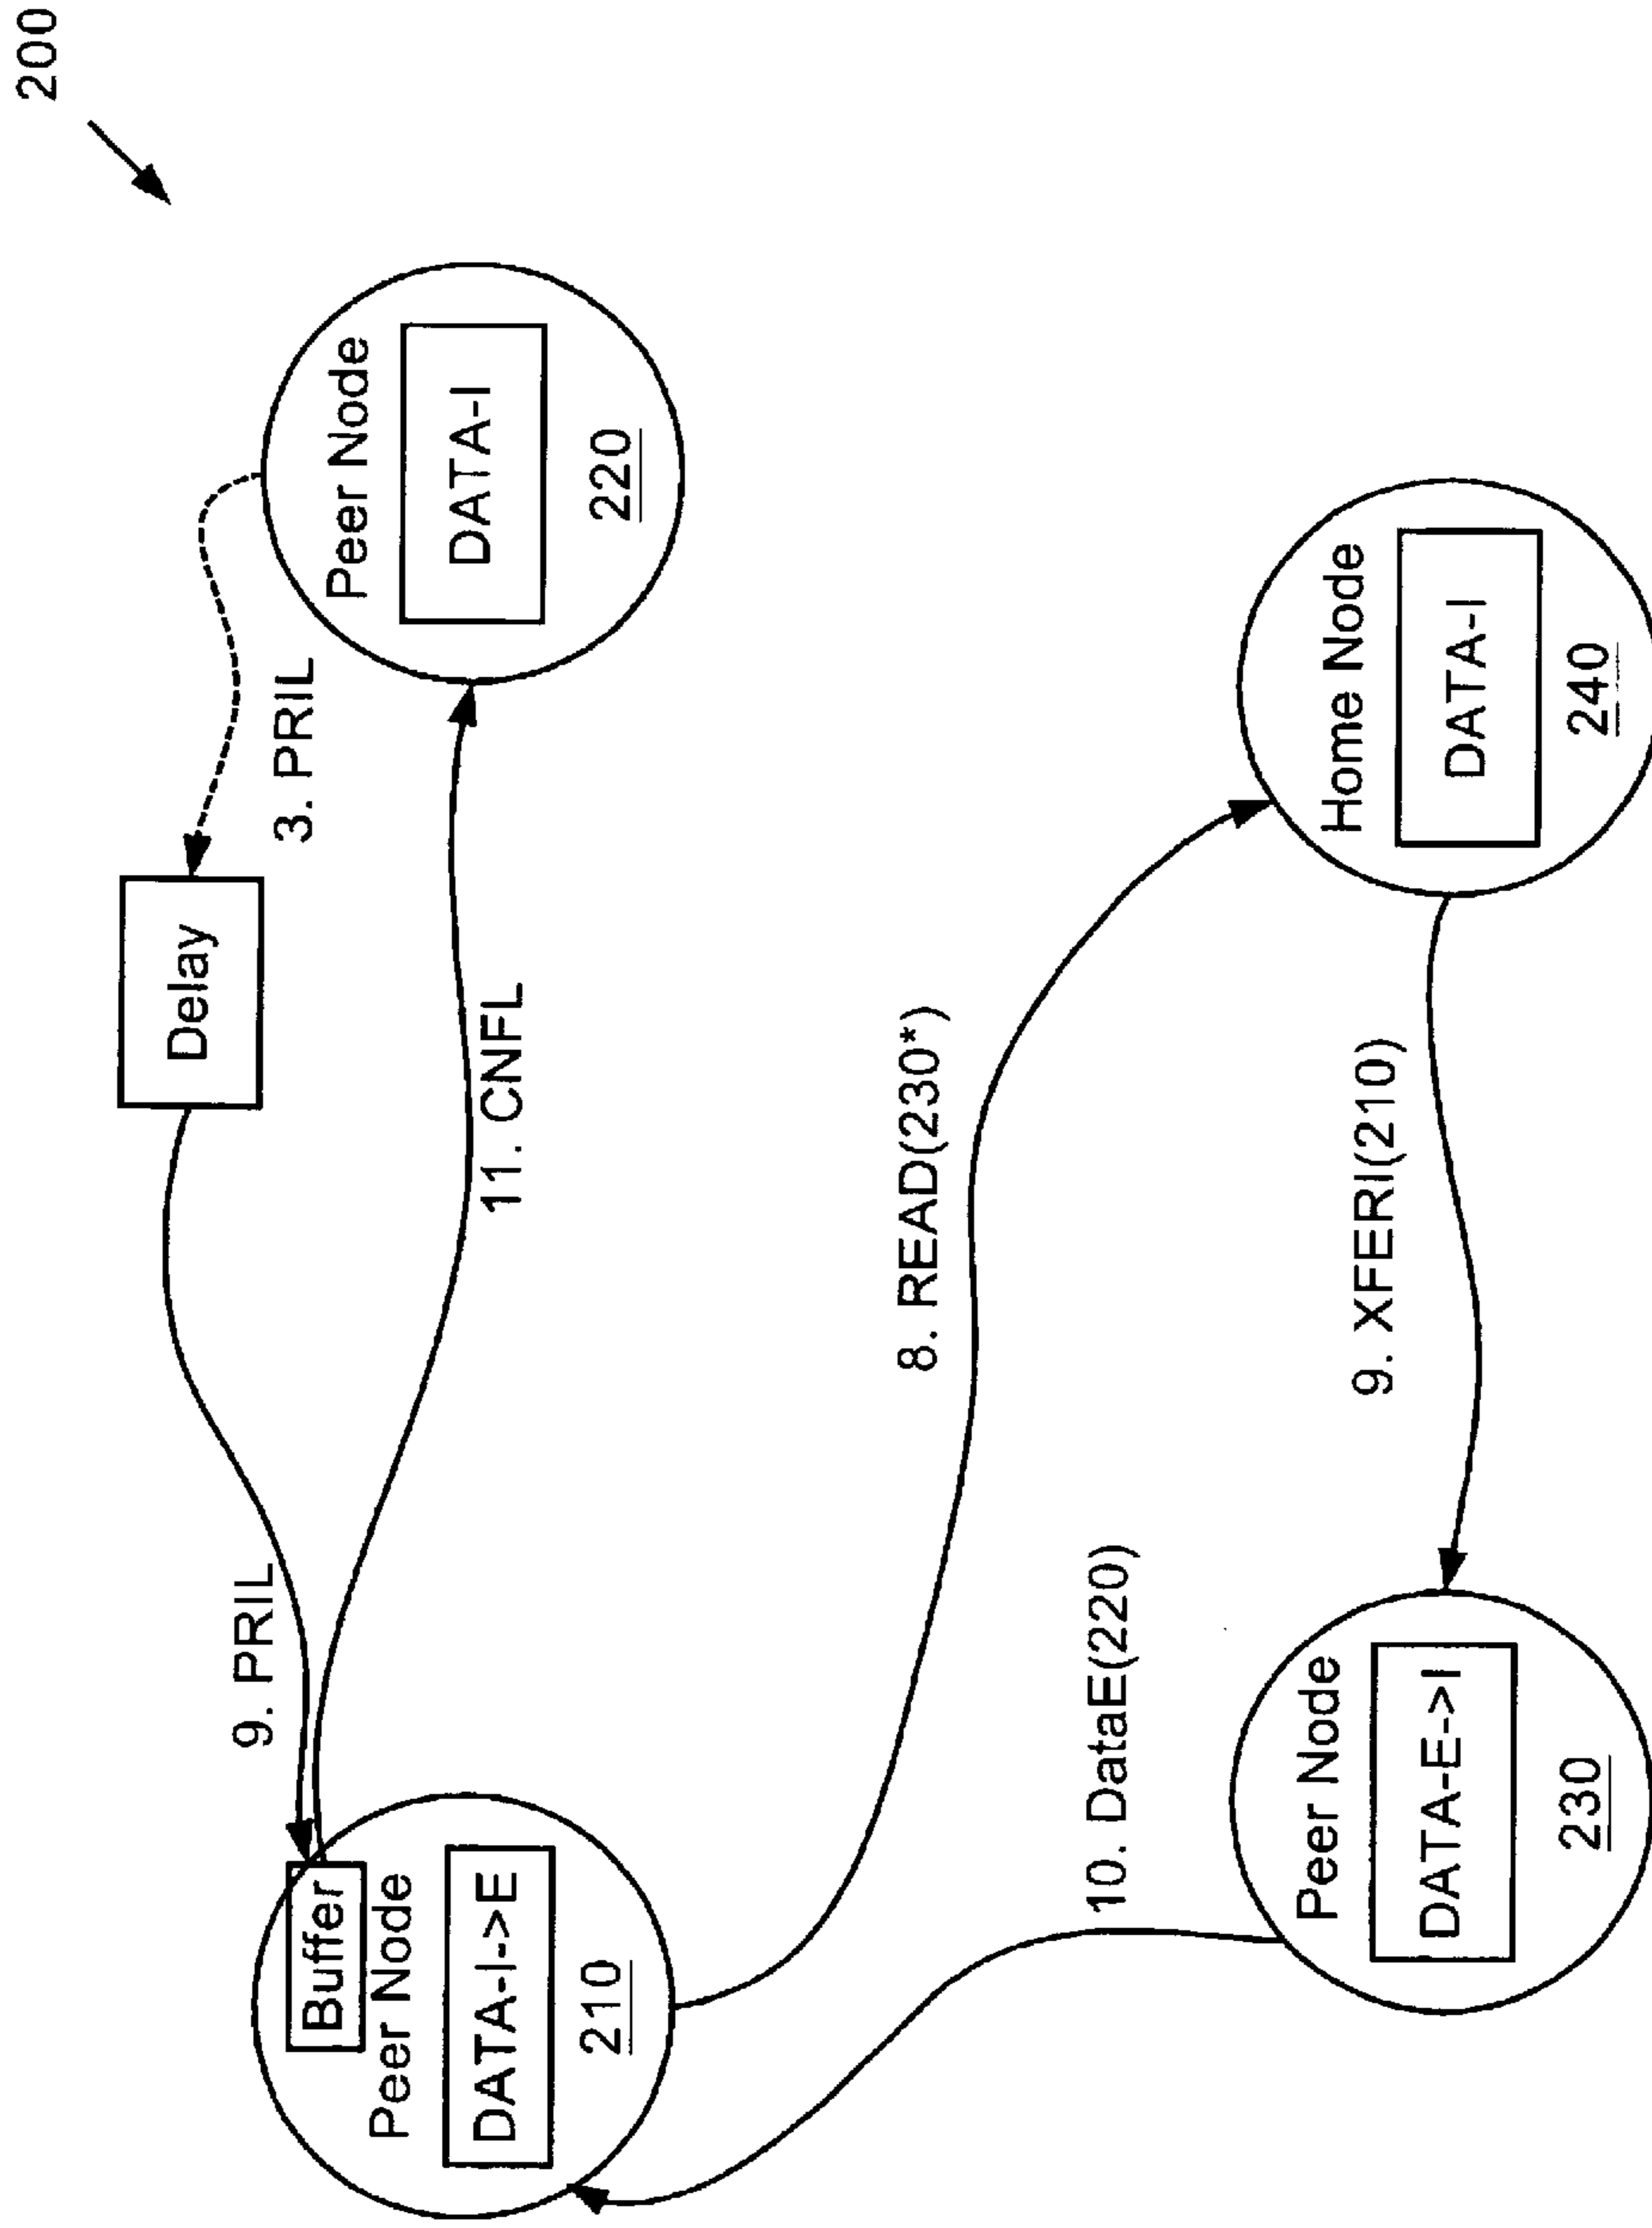 200
Delay
3. PRIL
9. PRIL
Buffer
Peer Node
DATA-I->E
210
Peer Node
DATA-I
220
11. CNFL
8. READ(230*)
10. DataE(220)
9. XFERI(210)
Peer Node
DATA-E->I
230
Home Node
DATA-I
240